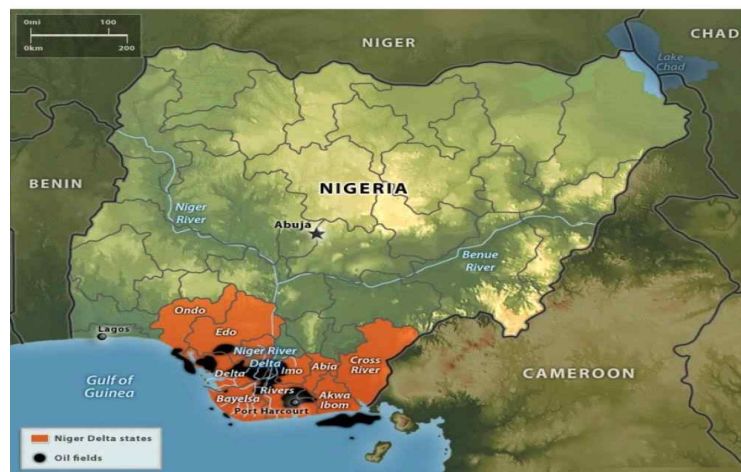 0mi 100
0km 200
NIGER
CHAD
Lake
Chad
BENIN
NIGERIA
Niger
River
Abuja
Benue
River
Ondo
Lagos
Edo
Niger River
Delta
Delta
Imo
Abia
Cross
River
Gulf of
Guinea
Rivers
Bayelsa
Akwa
Ibom
Port Harcourt
CAMEROON
Niger Delta states
Oil fields